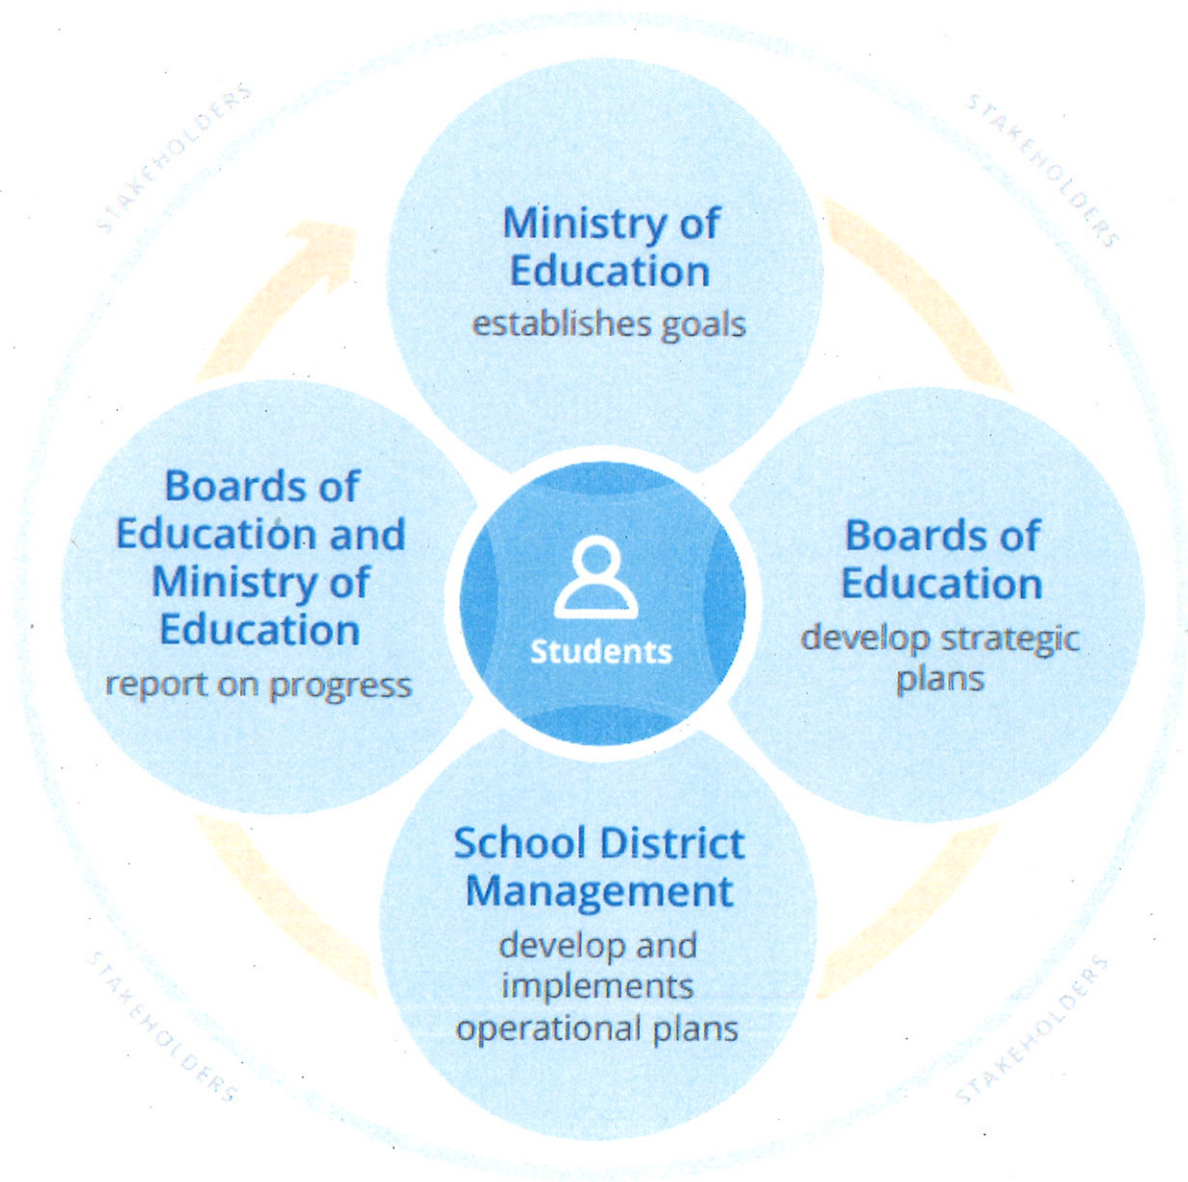 STAKEHOLDERS
STAKEHOLDERS
Ministry of
Education
establishes goals
Boards of
Education
develop strategic
plans
School District
Management
develop and
implements
operational plans
Boards of
Education and
Ministry of
Education
report on progress
Students
STAKEHOLDERS
STAKEHOLDERS